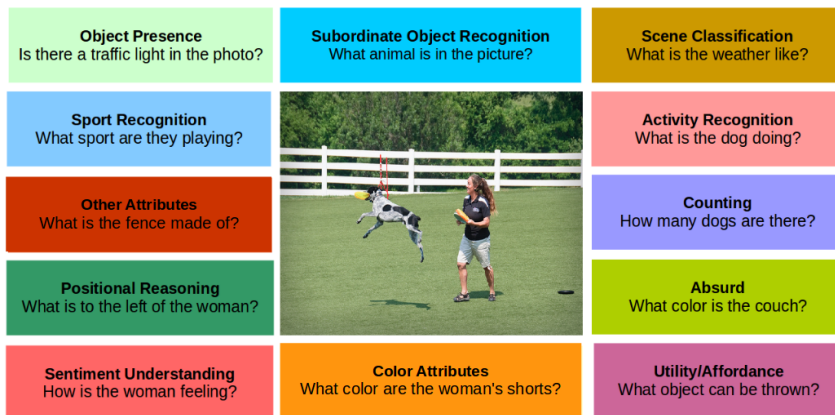 Object Presence
Is there a traffic light in the photo?
Subordinate Object Recognition
What animal is in the picture?
Scene Classification
What is the weather like?
Sport Recognition
What sport are they playing?
Activity Recognition
What is the dog doing?
Other Attributes
What is the fence made of?
Counting
How many dogs are there?
Positional Reasoning
What is to the left of the woman?
Absurd
What color is the couch?
Sentiment Understanding
How is the woman feeling?
Color Attributes
What color are the woman's shorts?
Utility/Affordance
What object can be thrown?